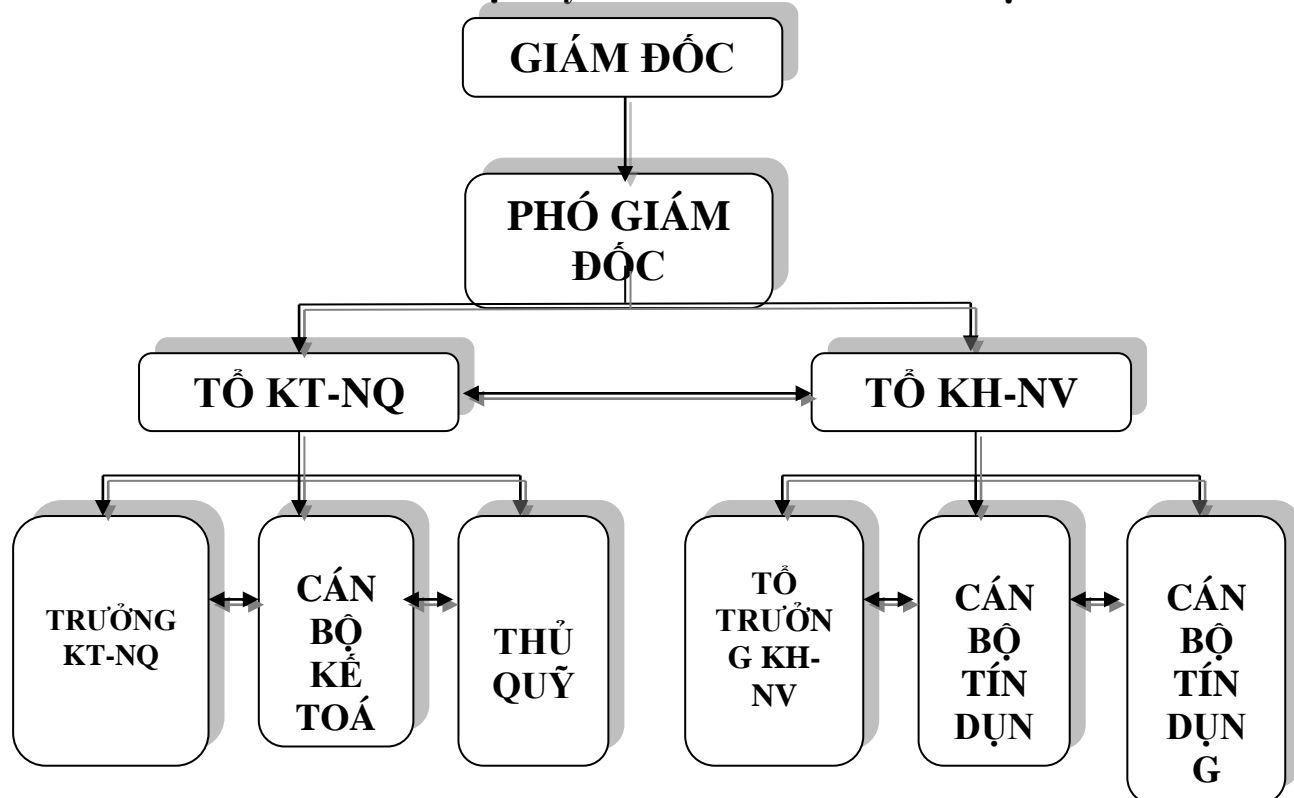 GIÁM ĐỐC
PHÓ GIÁM
ĐỐC
TỔ KT-NQ
TỔ KH-NV
TRƯỞNG
KT-NQ
CÁN
BỘ
KẾ
TOÁ
THỦ
QUỸ
TỔ
TRƯỞN
G KH-
NV
CÁN
BỘ
TÍN
DỤN
CÁN
BỘ
TÍN
DỤN
G